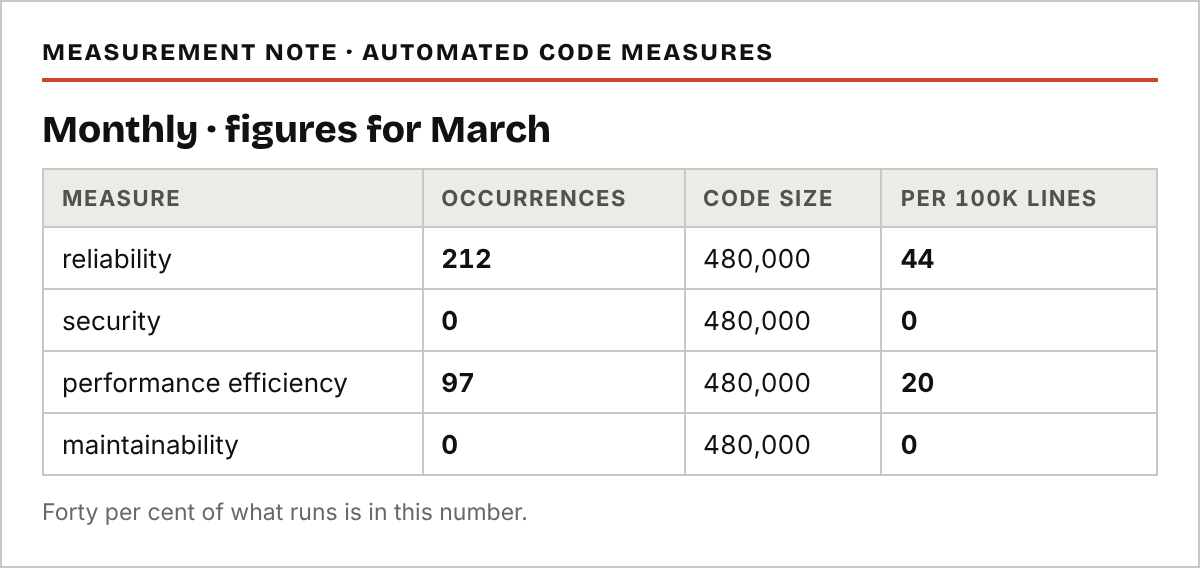 MEASUREMENT NOTE · AUTOMATED CODE MEASURES
Monthly · figures for March
MEASURE OCCURRENCES CODE SIZE PER 100K LINES
reliability 212 480,000 44
security 0 480,000 0
performance efficiency 97 480,000 20
maintainability 0 480,000 0
Forty per cent of what runs is in this number.